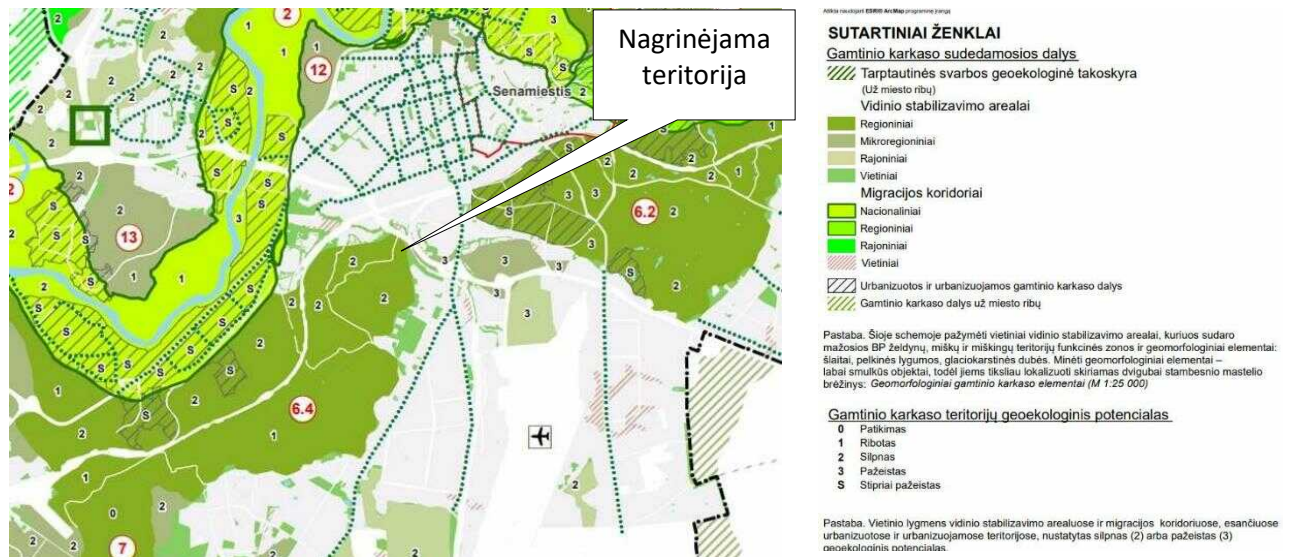 Nagrinėjama
teritorija
Senamiestis
2
12
13
6.2
6.4
7
Atlikta naudojant ESRI® ArcMap programinę įrangą
SUTARTINIAI ŽENKLAI
Gamtinio karkaso sudedamosios dalys
Tarptautinės svarbos geoekologinė takoskyra
(Už miesto ribų)
Vidinio stabilizavimo arealai
Regioniniai
Mikroregioniniai
Rajoniniai
Vietiniai
Migracijos koridoriai
Nacionaliniai
Regioniniai
Rajoniniai
Vietiniai
Urbanizuotos ir urbanizuojamos gamtinio karkaso dalys
Gamtinio karkaso dalys už miesto ribų
Pastaba. Šioje schemoje pažymėti vietiniai vidinio stabilizavimo arealai, kuriuos sudaro
mažosios BP želdynų, miškų ir miškingų teritorijų funkcinės zonos ir geomorfologiniai elementai:
šlaitai, pelkinės lygumos, glaciokarstinės dubės. Minėti geomorfologiniai elementai –
labai smulkūs objektai, todėl jiems tiksliau lokalizuoti skiriamas dvigubai stambesnio mastelio
brėžinys: Geomorfologiniai gamtinio karkaso elementai (M 1:25 000)
Gamtinio karkaso teritorijų geoekologinis potencialas
0 Patikimas
1 Ribotas
2 Silpnas
3 Pažeistas
S Stipriai pažeistas
Pastaba. Vietinio lygmens vidinio stabilizavimo arealuose ir migracijos koridoriuose, esančiuose
urbanizuotose ir urbanizuojamose teritorijose, nustatytas silpnas (2) arba pažeistas (3)
geoekologinis potencialas.